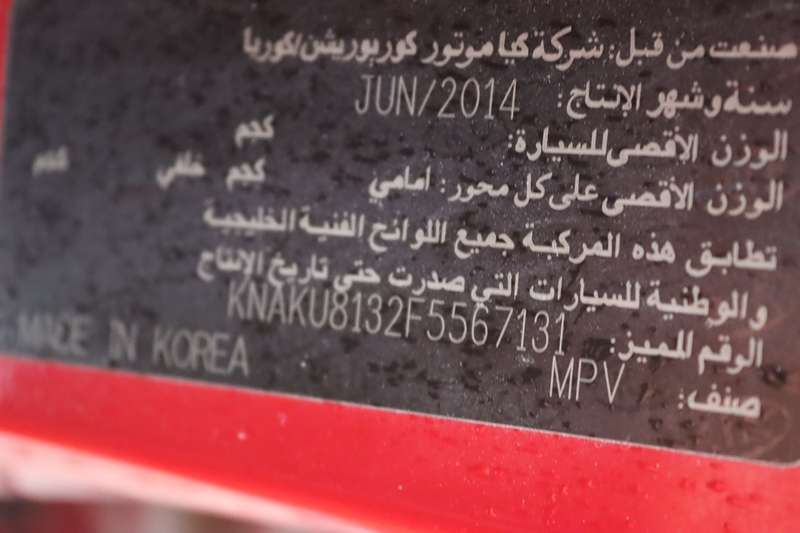 صنعت من قبل: شركة كيا موتور كوربوريشن/كوريا
سنة وشهر الإنتاج: JUN/2014
الوزن الأقصى للسيارة: كجم
الوزن الأقصى على كل محور: امامي كجم خلفي كجم
تطابق هذه المركبة جميع اللوائح الفنية الخليجية
والوطنية للسيارات التي صدرت حتى تاريخ الإنتاج
الرقم المميز: KNAKU8132F5567131
صنف: MPV
MADE IN KOREA